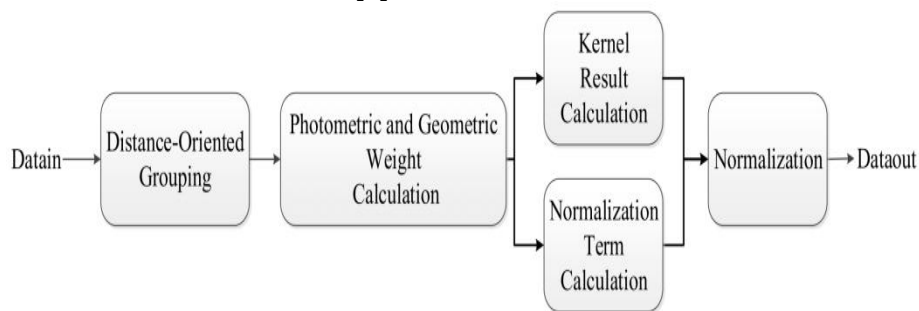 Datain
Distance-Oriented
Grouping
Photometric and Geometric
Weight
Calculation
Kernel
Result
Calculation
Normalization
Term
Calculation
Normalization
Dataout